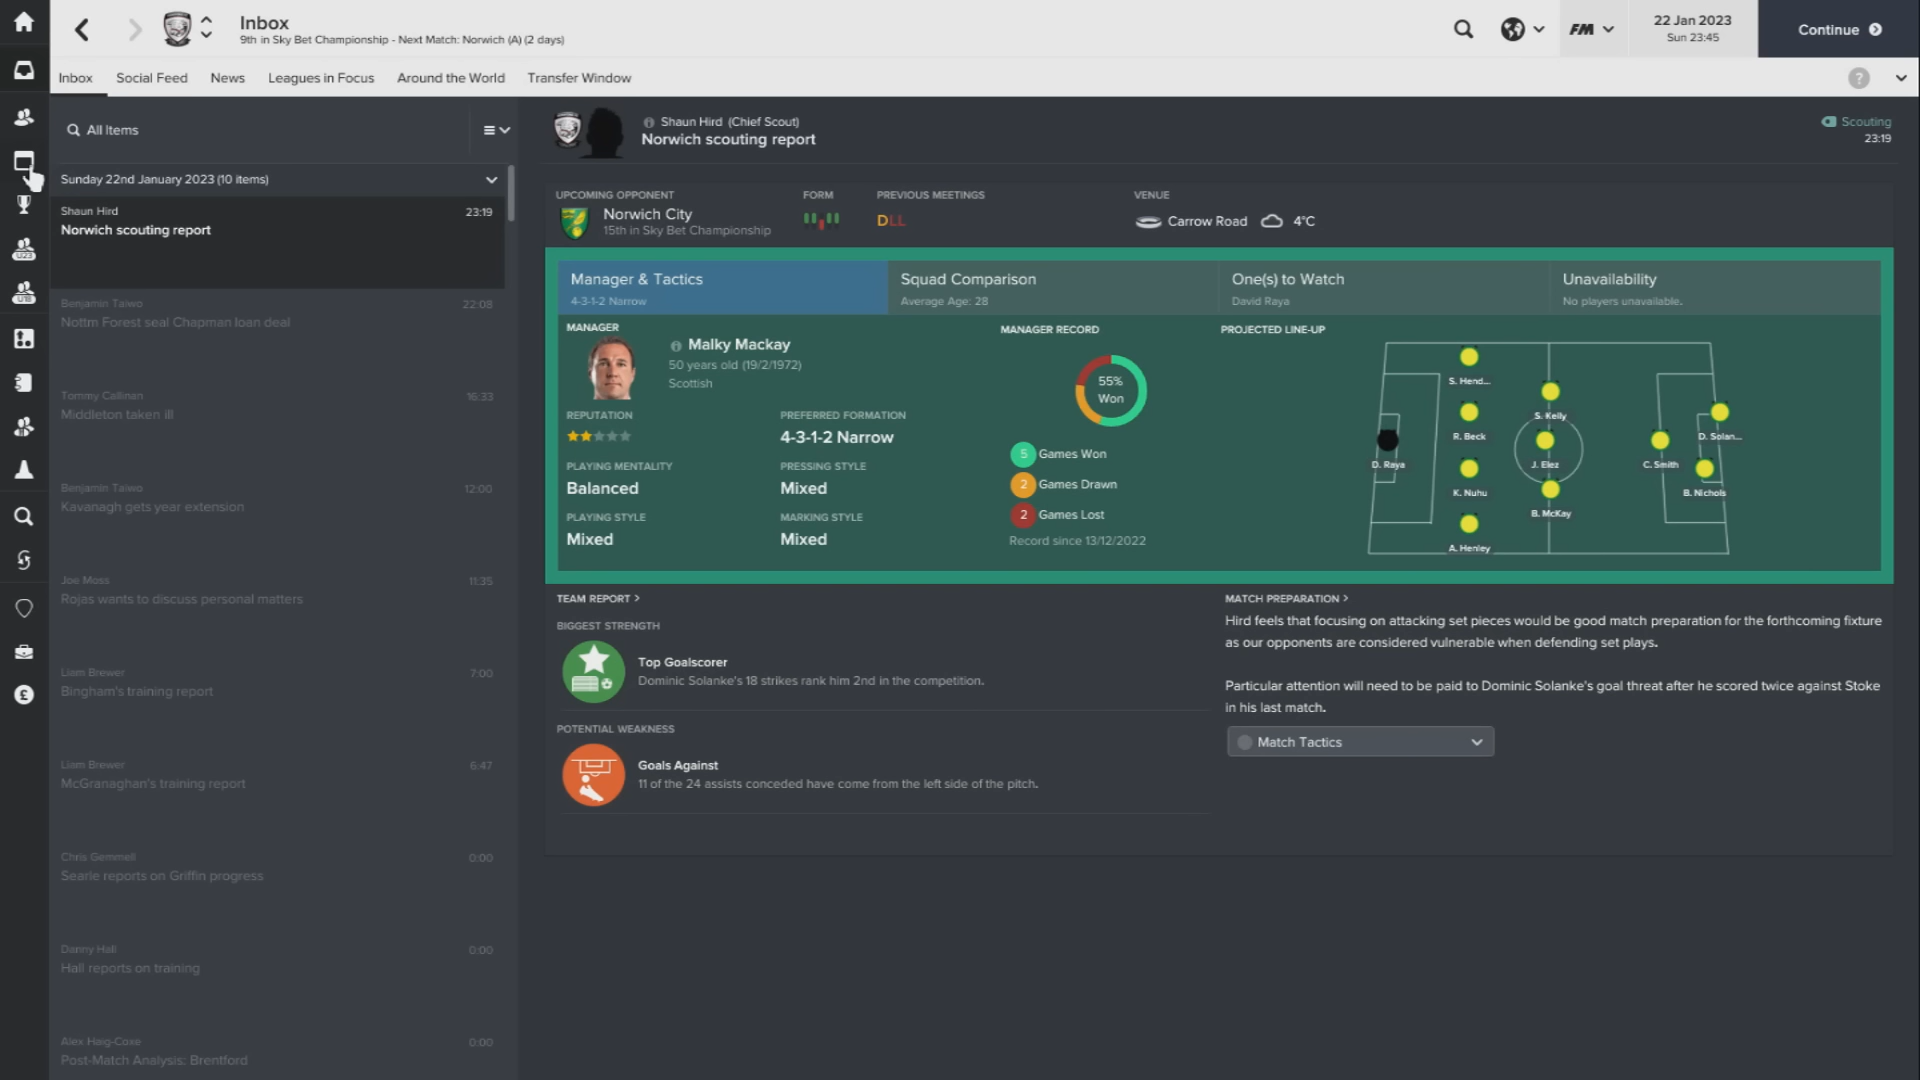 Inbox
9th in Sky Bet Championship - Next Match: Norwich (A) (2 days)
FM
22 Jan 2023
Sun 23:45
Continue
Inbox
Social Feed
News
Leagues in Focus
Around the World
Transfer Window
?
All Items
Sunday 22nd January 2023 (10 items)
Shaun Hird
23:19
Norwich scouting report
Benjamin Taiwo
22:08
Nottm Forest seal Chapman loan deal
Tommy Callinan
16:33
Middleton taken ill
Benjamin Taiwo
12:00
Kavanagh gets year extension
Joe Moss
11:35
Rojas wants to discuss personal matters
Liam Brewer
7:00
Bingham's training report
Liam Brewer
6:47
McGranaghan's training report
Chris Gemmell
0:00
Searle reports on Griffin progress
Danny Hall
0:00
Hall reports on training
Alex Haig-Coxe
0:00
Post-Match Analysis: Brentford
U23
U18
Shaun Hird (Chief Scout)
Norwich scouting report
Scouting
23:19
UPCOMING OPPONENT
Norwich City
15th in Sky Bet Championship
FORM
PREVIOUS MEETINGS
DLL
VENUE
Carrow Road
4°C
Manager & Tactics
4-3-1-2 Narrow
Squad Comparison
Average Age: 28
One(s) to Watch
David Raya
Unavailability
No players unavailable.
MANAGER
Malky Mackay
50 years old (19/2/1972)
Scottish
REPUTATION
PREFERRED FORMATION
4-3-1-2 Narrow
PLAYING MENTALITY
Balanced
PRESSING STYLE
Mixed
PLAYING STYLE
Mixed
MARKING STYLE
Mixed
MANAGER RECORD
55%
Won
5 Games Won
2 Games Drawn
2 Games Lost
Record since 13/12/2022
PROJECTED LINE-UP
S. Hend...
S. Kelly
R. Beck
D. Solan...
D. Raya
J. Elez
C. Smith
K. Nuhu
B. Nichols
B. McKay
A. Henley
TEAM REPORT >
BIGGEST STRENGTH
Top Goalscorer
Dominic Solanke's 18 strikes rank him 2nd in the competition.
POTENTIAL WEAKNESS
Goals Against
11 of the 24 assists conceded have come from the left side of the pitch.
MATCH PREPARATION >
Hird feels that focusing on attacking set pieces would be good match preparation for the forthcoming fixture
as our opponents are considered vulnerable when defending set plays.
Particular attention will need to be paid to Dominic Solanke's goal threat after he scored twice against Stoke
in his last match.
Match Tactics